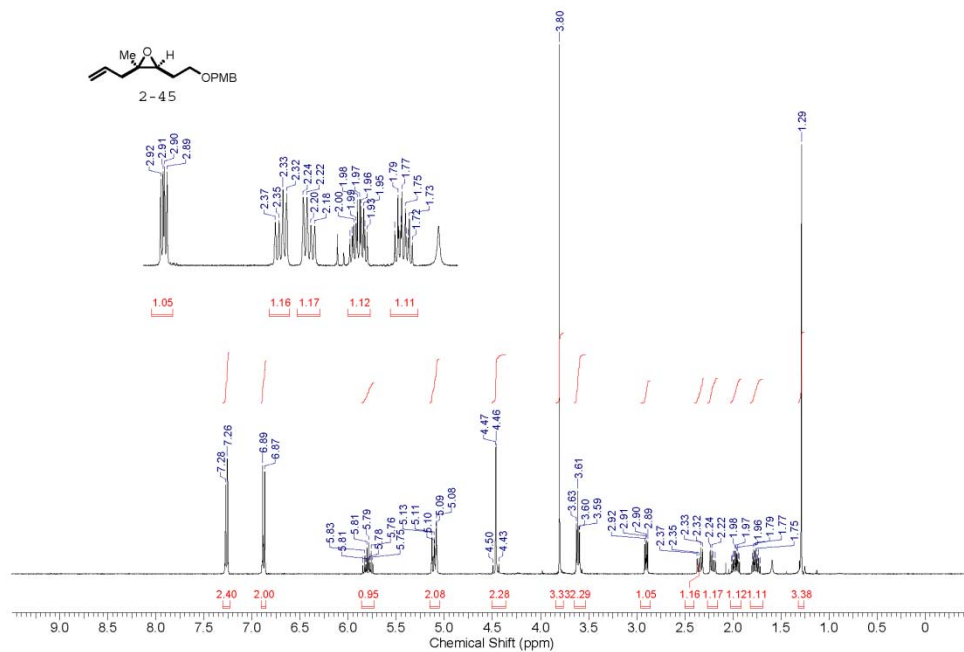 3.80
Me O H
OPMB
2-45
1.29
2.92 2.91 2.90 2.89 2.37 2.35 2.33 2.32 2.24 2.22 2.20 2.18 2.00 1.99 1.98 1.97 1.96 1.95 1.93 1.79 1.77 1.75 1.73 1.72
1.05 1.16 1.17 1.12 1.11
7.28 7.26 6.89 6.87 5.83 5.81 5.81 5.79 5.78 5.76 5.75 5.13 5.11 5.10 5.09 5.08 4.50 4.47 4.46 4.43 3.63 3.61 3.60 3.59 2.92 2.91 2.90 2.89 2.37 2.35 2.33 2.32 2.24 2.22 1.98 1.97 1.96 1.79 1.77 1.75
2.40 2.00 0.95 2.08 2.28 3.33 2.29 1.05 1.16 1.17 1.12 1.11 3.38
9.0 8.5 8.0 7.5 7.0 6.5 6.0 5.5 5.0 4.5 4.0 3.5 3.0 2.5 2.0 1.5 1.0 0.5 0
Chemical Shift (ppm)